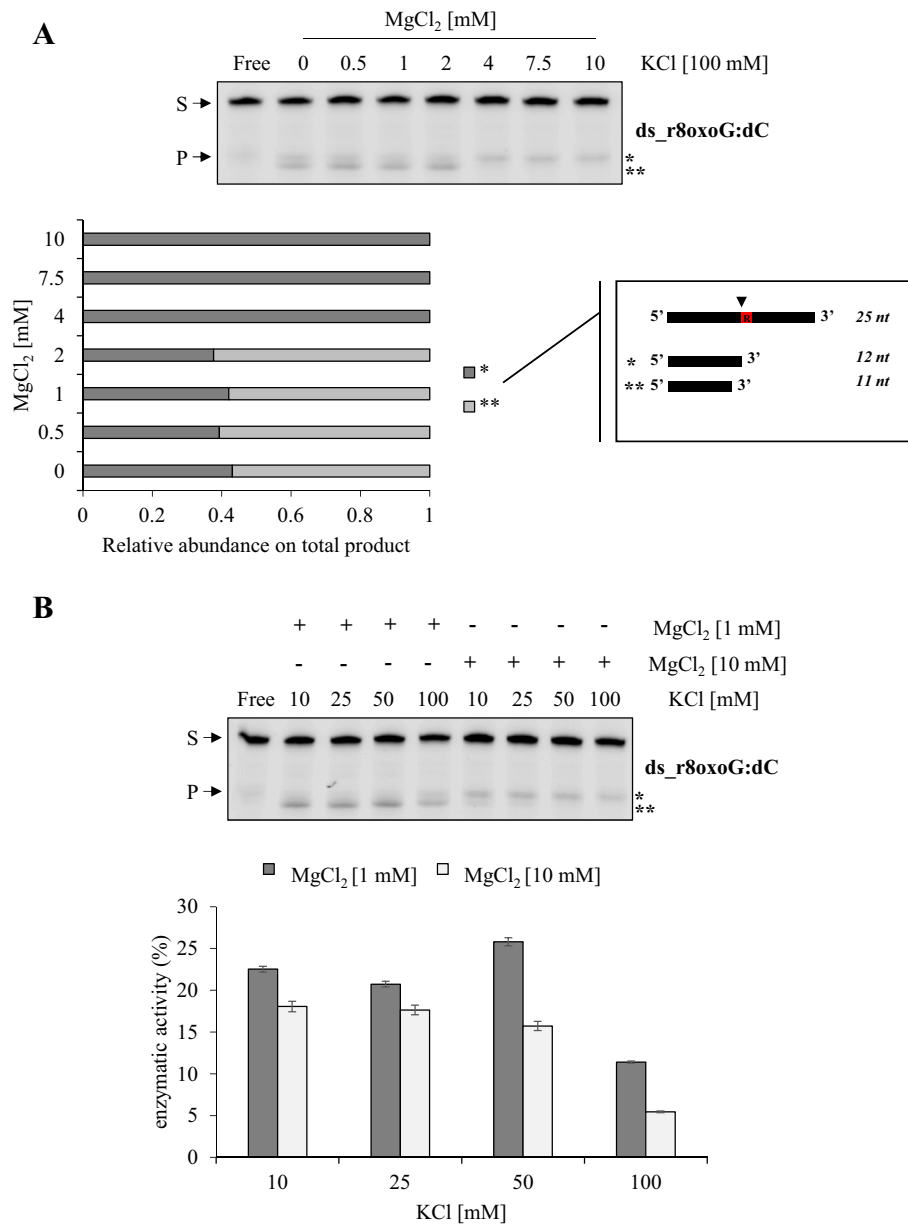 A
MgCl2 [mM]
Free 0 0.5 1 2 4 7.5 10 KCl [100 mM]
S
ds_r8oxoG:dC
P
*
**
10
7.5
4
2
1
0.5
0
MgCl2 [mM]
0 0.2 0.4 0.6 0.8 1
Relative abundance on total product
*
**
5’ R 3’ 25 nt
* 5’ 3’ 12 nt
** 5’ 3’ 11 nt
B
+ + + + - - - - MgCl2 [1 mM]
- - - - + + + + MgCl2 [10 mM]
Free 10 25 50 100 10 25 50 100 KCl [mM]
S
ds_r8oxoG:dC
P
*
**
MgCl2 [1 mM] MgCl2 [10 mM]
30
25
20
15
10
5
0
enzymatic activity (%)
10 25 50 100
KCl [mM]